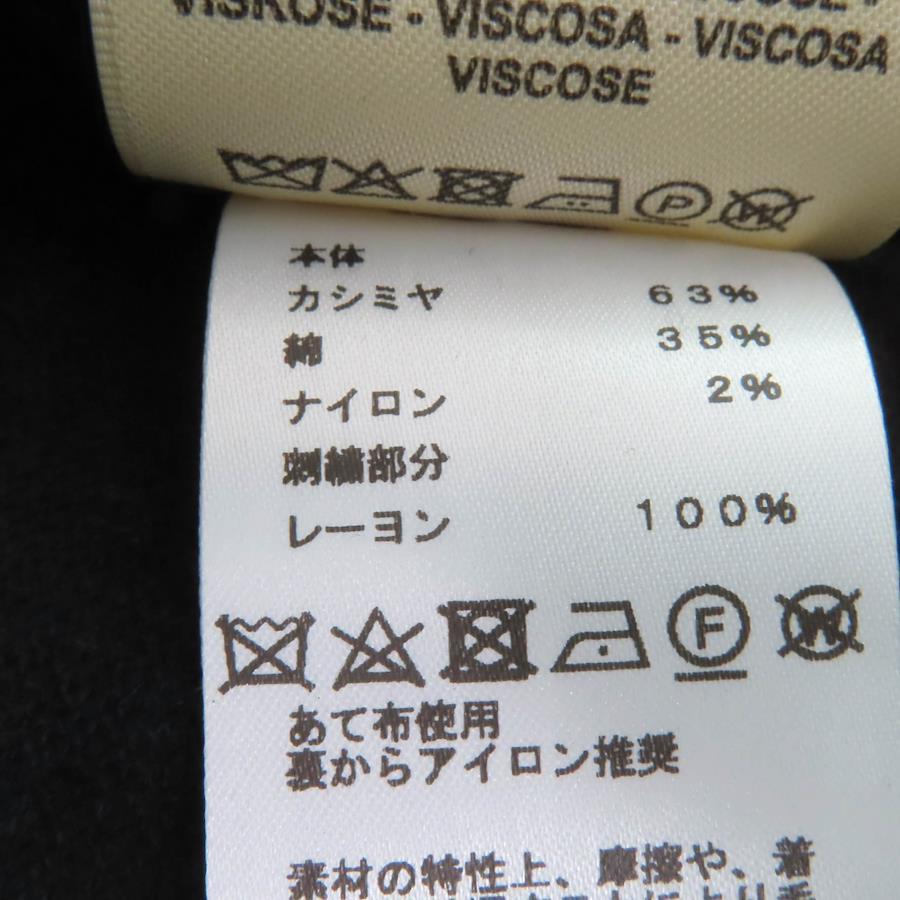 VISKOSE - VISCOSA - VISCOSA
VISCOSE
P W
本体
カシミヤ 63%
綿 35%
ナイロン 2%
刺繍部分
レーヨン 100%
F W
あて布使用
裏からアイロン推奨
素材の特性上、摩擦や、着